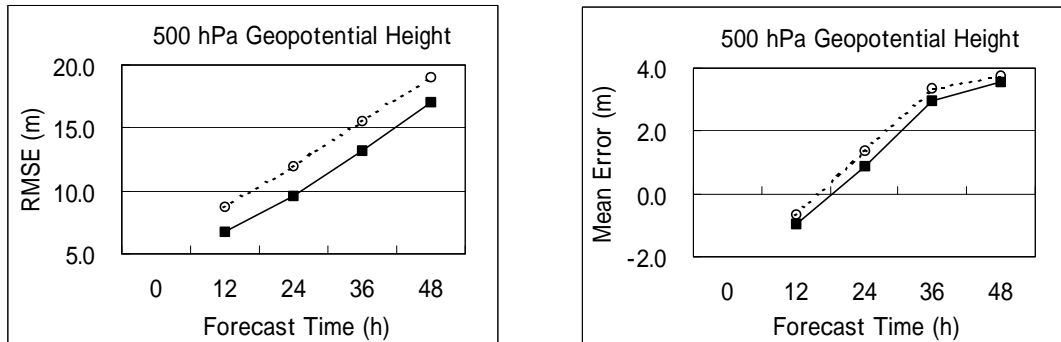 500 hPa Geopotential Height
RMSE (m)
20.0
15.0
10.0
5.0
0 12 24 36 48
Forecast Time (h)
500 hPa Geopotential Height
Mean Error (m)
4.0
2.0
0.0
-2.0
0 12 24 36 48
Forecast Time (h)